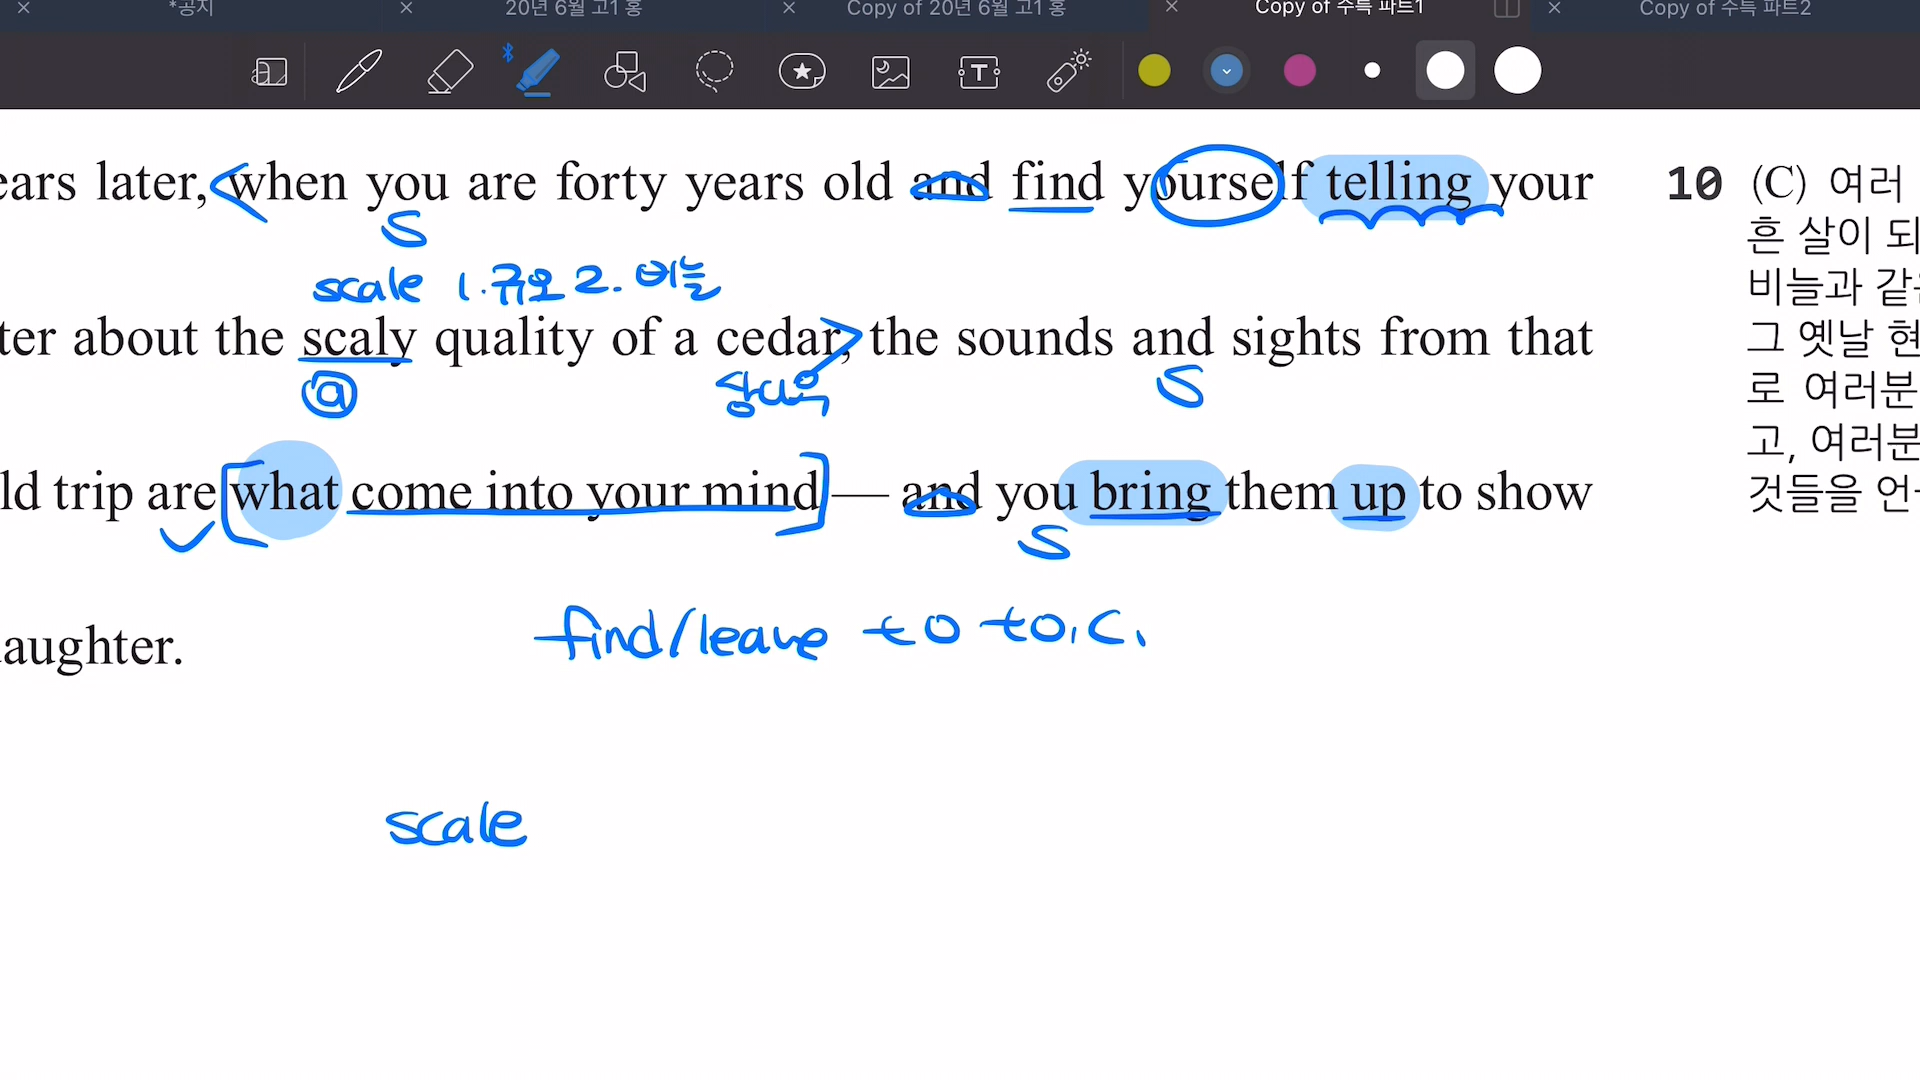 *공지
20년 6월 고1 홍
Copy of 20년 6월 고1 홍
Copy of 수특 파트1
Copy of 수특 파트2
ears later, when you are forty years old and find yourself telling your
S
scale 1. 규모 2. 비늘
ter about the scaly quality of a cedar, the sounds and sights from that
ⓐ
S
ld trip are [what come into your mind] — and you bring them up to show
S
find/leave to to.C.
aughter.
scale
10 (C) 여러
흔 살이 되
비늘과 같은
그 옛날 현
로 여러분
고, 여러분
것들을 언